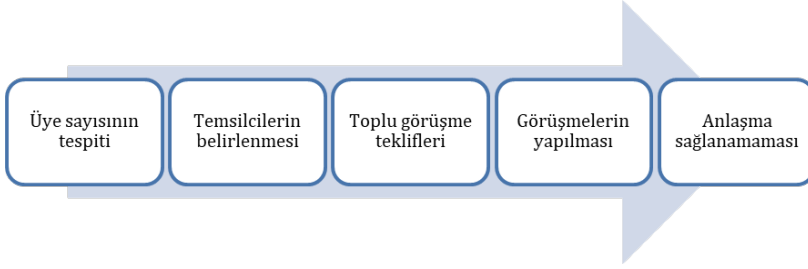 Üye sayısının
tespiti
Temsilcilerin
belirlenmesi
Toplu görüşme
teklifleri
Görüşmelerin
yapılması
Anlaşma
sağlanamaması